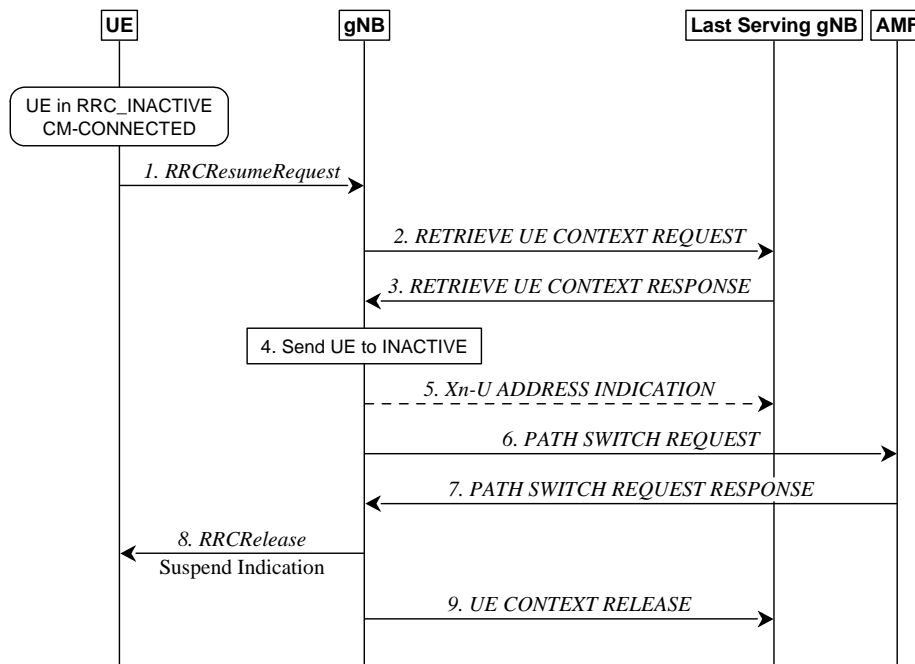 UE
gNB
Last Serving gNB
AMF
UE in RRC_INACTIVE
CM-CONNECTED
1. RRCResumeRequest
2. RETRIEVE UE CONTEXT REQUEST
3. RETRIEVE UE CONTEXT RESPONSE
4. Send UE to INACTIVE
5. Xn-U ADDRESS INDICATION
6. PATH SWITCH REQUEST
7. PATH SWITCH REQUEST RESPONSE
8. RRCRelease
Suspend Indication
9. UE CONTEXT RELEASE